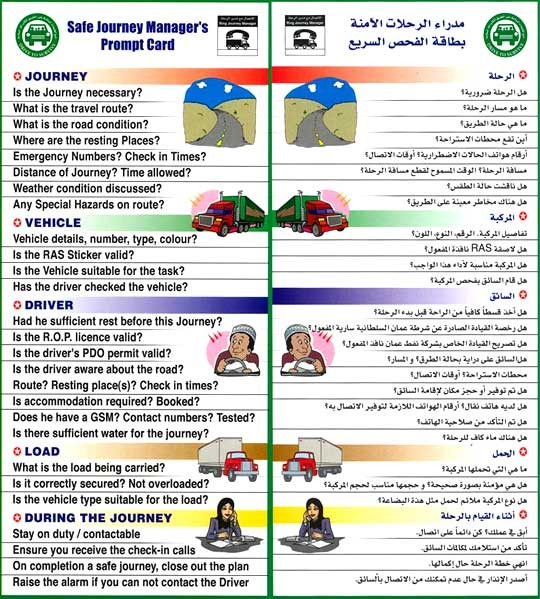 Safe Journey Manager's
Prompt Card
Ring Journey Manager
DRIVE TO SURVIVE
JOURNEY
Is the Journey necessary?
What is the travel route?
What is the road condition?
Where are the resting Places?
Emergency Numbers? Check in Times?
Distance of Journey? Time allowed?
Weather condition discussed?
Any Special Hazards on route?
VEHICLE
Vehicle details, number, type, colour?
Is the RAS Sticker valid?
Is the Vehicle suitable for the task?
Has the driver checked the vehicle?
DRIVER
Had he sufficient rest before this Journey?
Is the R.O.P. licence valid?
Is the driver's PDO permit valid?
Is the driver aware about the road?
Route? Resting place(s)? Check in times?
Is accommodation required? Booked?
Does he have a GSM? Contact numbers? Tested?
Is there sufficient water for the journey?
LOAD
What is the load being carried?
Is it correctly secured? Not overloaded?
Is the vehicle type suitable for the load?
DURING THE JOURNEY
Stay on duty / contactable
Ensure you receive the check-in calls
On completion a safe journey, close out the plan
Raise the alarm if you can not contact the Driver
مدراء الرحلات الآمنة
بطاقة الفحص السريع
Ring Journey Manager
DRIVE TO SURVIVE
الرحلة
هل الرحلة ضرورية؟
ما هو مسار الرحلة؟
ما هي حالة الطريق؟
أين تقع محطات الاستراحة؟
أرقام هواتف الحالات الاضطرارية؟ أوقات الاتصال؟
مسافة الرحلة؟ الوقت المسموح لقطع مسافة الرحلة؟
هل ناقشت حالة الطقس؟
هل هناك مخاطر معينة على الطريق؟
المركبة
تفاصيل المركبة. الرقم، النوع، اللون؟
هل لاصقة RAS نافذة المفعول؟
هل المركبة مناسبة لأداء هذا الواجب؟
هل قام السائق بفحص المركبة؟
السائق
هل أخذ قسطاً كافياً من الراحة قبل بدء الرحلة؟
هل رخصة القيادة الصادرة عن شرطة عمان السلطانية سارية المفعول؟
هل تصريح القيادة الخاص بشركة نفط عمان نافذ المفعول؟
هل السائق على دراية بحالة الطرق؟ و المسار؟
محطات الاستراحة؟ أوقات الاتصال؟
هل تم توفير أو حجز مكان لإقامة السائق؟
هل لديه هاتف نقال؟ أرقام الهواتف اللازمة لتوفير الاتصال به؟
هل تم التأكد من صلاحية الهاتف؟
هل هناك ماء كاف للرحلة؟
الحمل
ما هي التي تحملها المركبة؟
هل هي مؤمنة بصورة صحيحة؟ و حجمها مناسب لحجم المركبة؟
هل نوع المركبة ملائم لحمل مثل هذه البضاعة؟
أثناء القيام بالرحلة
أبق في عملك؟ كن دائماً على اتصال.
تأكد من استلامك لمكالمات السائق.
انهي خطة الرحلة حال إكمالها.
أصدر الإنذار في حال عدم تمكنك من الاتصال بالسائق.